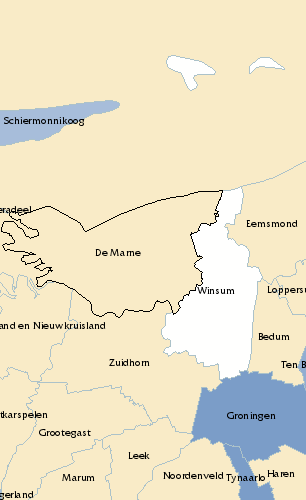 Schiermonnikoog
eradeel
Eemsmond
De Marne
Winsum
Loppersu
and en Nieuwkruisland
Bedum
Zuidhorn
Ten B
tkarspelen
Groningen
Grootegast
Leek
Marum
Noordenveld
Tynaarlo
Haren
gerland